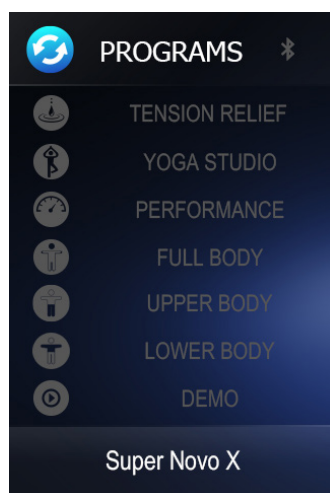 PROGRAMS
TENSION RELIEF
YOGA STUDIO
PERFORMANCE
FULL BODY
UPPER BODY
LOWER BODY
DEMO
Super Novo X